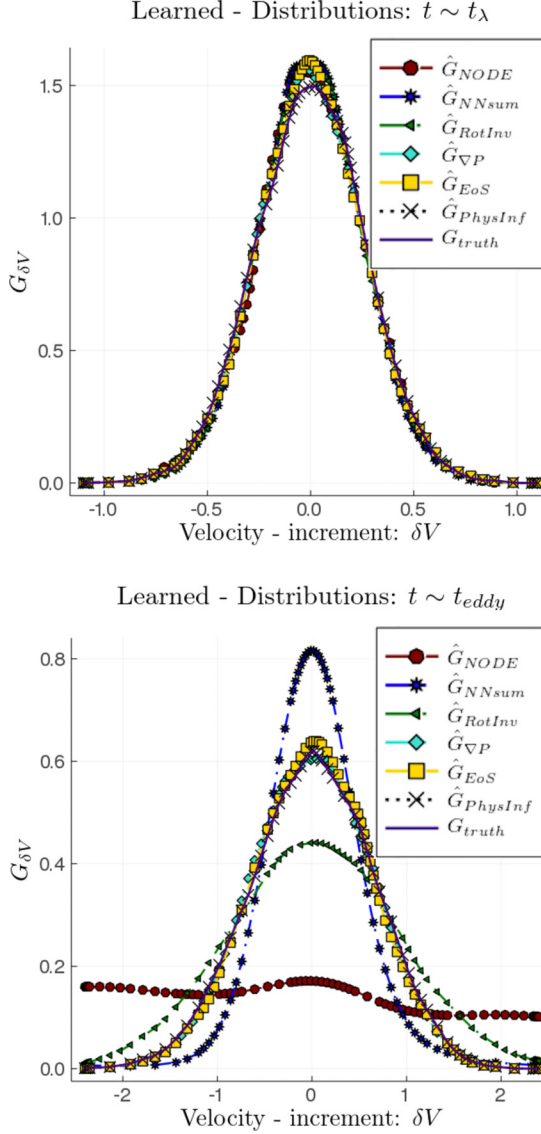 Learned - Distributions: t ∼ t_λ
G_δV
1.5
1.0
0.5
0.0
Ĝ_NODE
Ĝ_NNsum
Ĝ_RotInv
Ĝ_∇P
Ĝ_EoS
Ĝ_PhysInf
G_truth
-1.0 -0.5 0.0 0.5 1.0
Velocity - increment: δV
Learned - Distributions: t ∼ t_eddy
G_δV
0.8
0.6
0.4
0.2
0.0
Ĝ_NODE
Ĝ_NNsum
Ĝ_RotInv
Ĝ_∇P
Ĝ_EoS
Ĝ_PhysInf
G_truth
-2 -1 0 1 2
Velocity - increment: δV